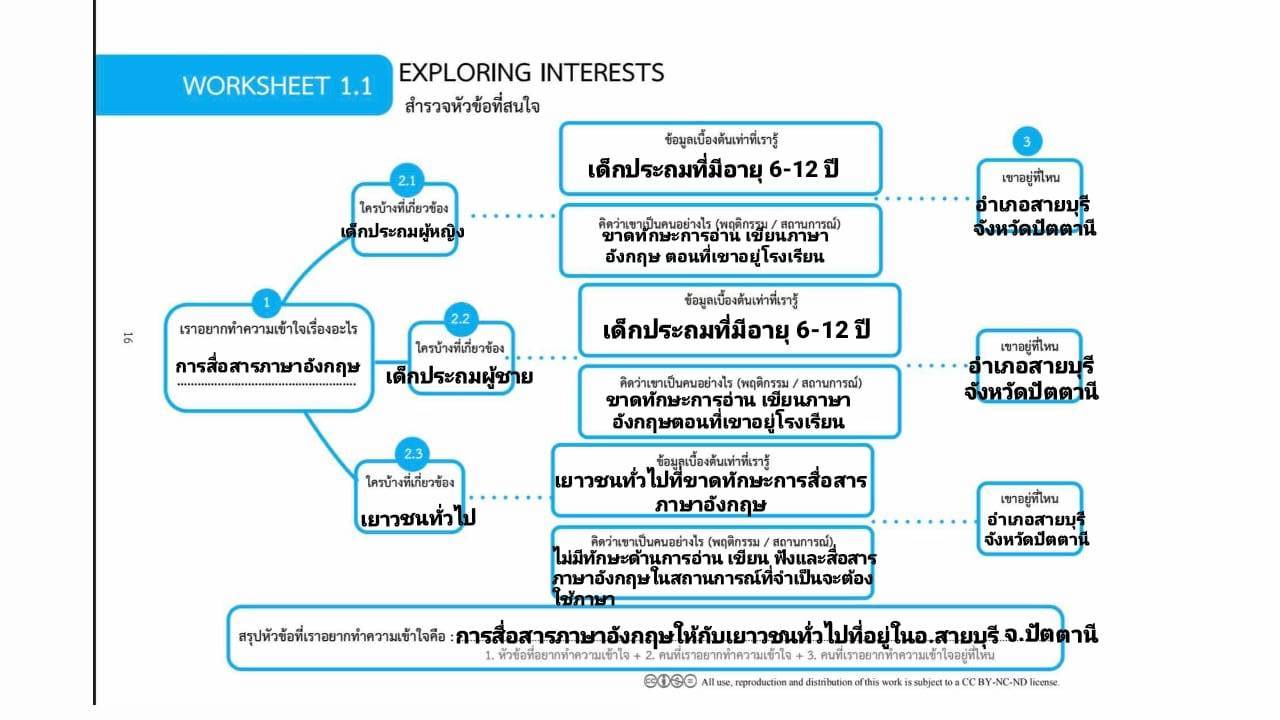 WORKSHEET 1.1
EXPLORING INTERESTS
สำรวจหัวข้อที่สนใจ
1
เราอยากทำความเข้าใจเรื่องอะไร
การสื่อสารภาษาอังกฤษ
2.1
ใครบ้างที่เกี่ยวข้อง
เด็กประถมผู้หญิง
ข้อมูลเบื้องต้นเท่าที่เรารู้
เด็กประถมที่มีอายุ 6-12 ปี
คิดว่าเขาเป็นคนอย่างไร (พฤติกรรม / สถานการณ์)
ขาดทักษะการอ่าน เขียนภาษา
อังกฤษ ตอนที่เขาอยู่โรงเรียน
3
เขาอยู่ที่ไหน
อำเภอสายบุรี
จังหวัดปัตตานี
2.2
ใครบ้างที่เกี่ยวข้อง
เด็กประถมผู้ชาย
ข้อมูลเบื้องต้นเท่าที่เรารู้
เด็กประถมที่มีอายุ 6-12 ปี
คิดว่าเขาเป็นคนอย่างไร (พฤติกรรม / สถานการณ์)
ขาดทักษะการอ่าน เขียนภาษา
อังกฤษตอนที่เขาอยู่โรงเรียน
เขาอยู่ที่ไหน
อำเภอสายบุรี
จังหวัดปัตตานี
2.3
ใครบ้างที่เกี่ยวข้อง
เยาวชนทั่วไป
ข้อมูลเบื้องต้นเท่าที่เรารู้
เยาวชนทั่วไปที่ขาดทักษะการสื่อสาร
ภาษาอังกฤษ
คิดว่าเขาเป็นคนอย่างไร (พฤติกรรม / สถานการณ์)
ไม่มีทักษะด้านการอ่าน เขียน ฟังและสื่อสาร
ภาษาอังกฤษในสถานการณ์ที่จำเป็นจะต้อง
ใช้ภาษา
เขาอยู่ที่ไหน
อำเภอสายบุรี
จังหวัดปัตตานี
สรุปหัวข้อที่เราอยากทำความเข้าใจคือ : การสื่อสารภาษาอังกฤษให้กับเยาวชนทั่วไปที่อยู่ในอ.สายบุรี จ.ปัตตานี
1. หัวข้อที่อยากทำความเข้าใจ + 2. คนที่เราอยากทำความเข้าใจ + 3. คนที่เราอยากทำความเข้าใจอยู่ที่ไหน
All use, reproduction and distribution of this work is subject to a CC BY-NC-ND license.
16